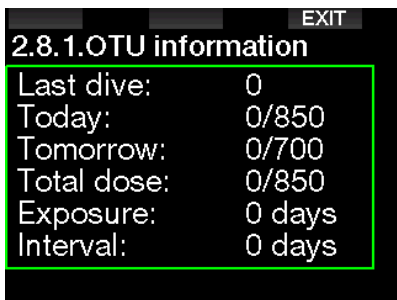 EXIT
2.8.1.OTU information
Last dive: 0
Today: 0/850
Tomorrow: 0/700
Total dose: 0/850
Exposure: 0 days
Interval: 0 days